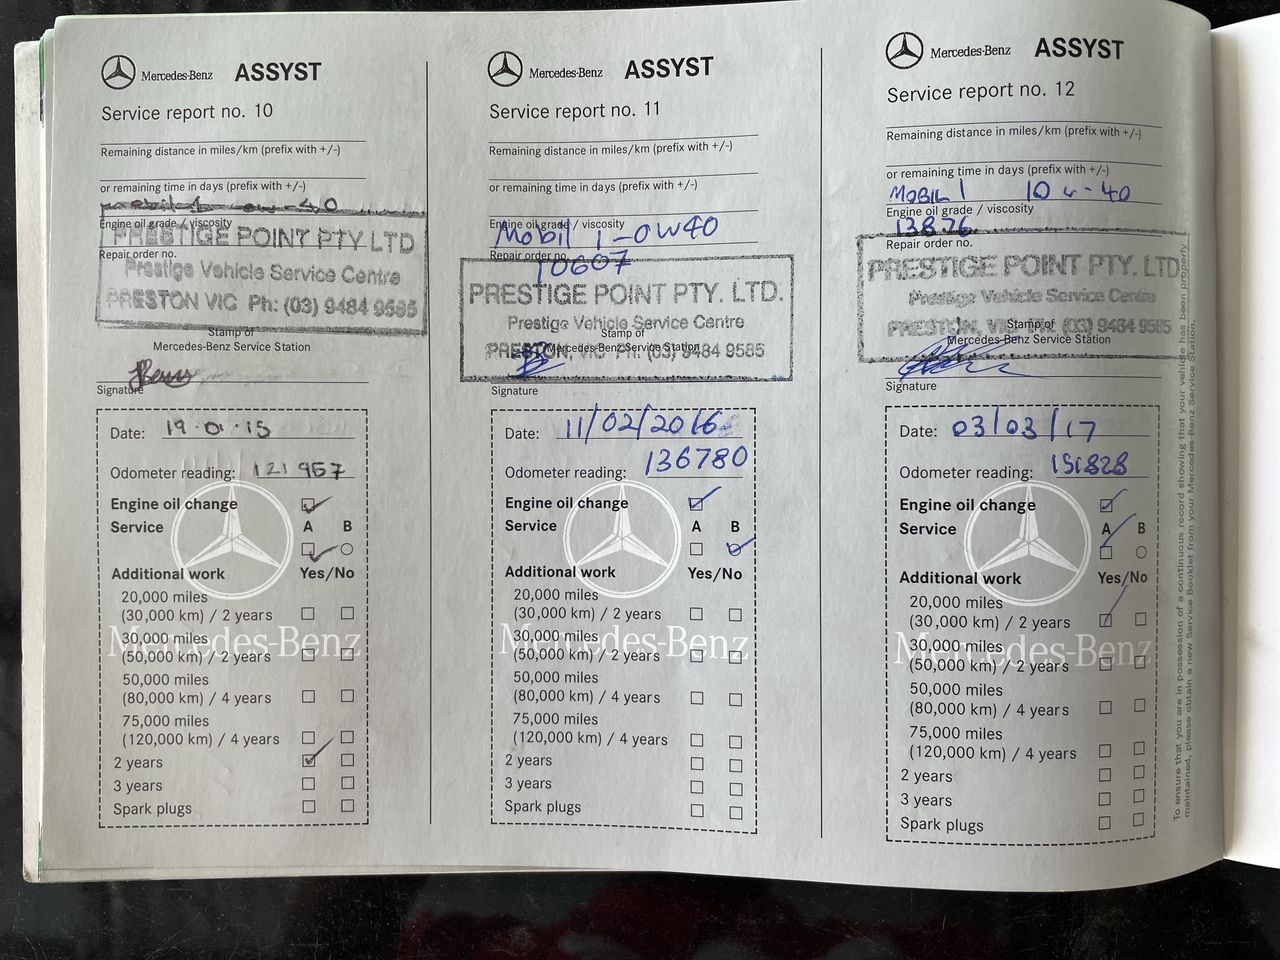 Mercedes-Benz ASSYST
Service report no. 10
Remaining distance in miles/km (prefix with +/-)
or remaining time in days (prefix with +/-)
mobil 1 0w-40
Engine oil grade / viscosity
Repair order no.
PRESTIGE POINT PTY LTD
Prestige Vehicle Service Centre
PRESTON VIC Ph: (03) 9484 9585
Stamp of
Mercedes-Benz Service Station
Signature
Date: 19.01.15
Odometer reading: 121957
Engine oil change
Service A B
Additional work Yes/No
20,000 miles
(30,000 km) / 2 years
30,000 miles
(50,000 km) / 2 years
50,000 miles
(80,000 km) / 4 years
75,000 miles
(120,000 km) / 4 years
2 years
3 years
Spark plugs
Mercedes-Benz
Mercedes-Benz ASSYST
Service report no. 11
Remaining distance in miles/km (prefix with +/-)
or remaining time in days (prefix with +/-)
Engine oil grade / viscosity
Mobil 1-0W40
Repair order no.
10607
PRESTIGE POINT PTY. LTD.
Prestige Vehicle Service Centre
Stamp of
PRESTON, VIC PH: (03) 9484 9585
Mercedes-Benz Service Station
Signature
Date: 11/02/2016
Odometer reading: 136780
Engine oil change
Service A B
Additional work Yes/No
20,000 miles
(30,000 km) / 2 years
30,000 miles
(50,000 km) / 2 years
50,000 miles
(80,000 km) / 4 years
75,000 miles
(120,000 km) / 4 years
2 years
3 years
Spark plugs
Mercedes-Benz
Mercedes-Benz ASSYST
Service report no. 12
Remaining distance in miles/km (prefix with +/-)
or remaining time in days (prefix with +/-)
MOBIL 1 10w-40
Engine oil grade / viscosity
13876
Repair order no.
PRESTIGE POINT PTY. LTD
Prestige Vehicle Service Centre
PRESTON, VIC PH: (03) 9484 9585
Stamp of
Mercedes-Benz Service Station
Signature
Date: 03/03/17
Odometer reading: 151828
Engine oil change
Service A B
Additional work Yes/No
20,000 miles
(30,000 km) / 2 years
30,000 miles
(50,000 km) / 2 years
50,000 miles
(80,000 km) / 4 years
75,000 miles
(120,000 km) / 4 years
2 years
3 years
Spark plugs
Mercedes-Benz
To ensure that you are in possession of a continuous record showing that your vehicle has been properly
maintained, please obtain a new Service Booklet from your Mercedes-Benz Service Station.